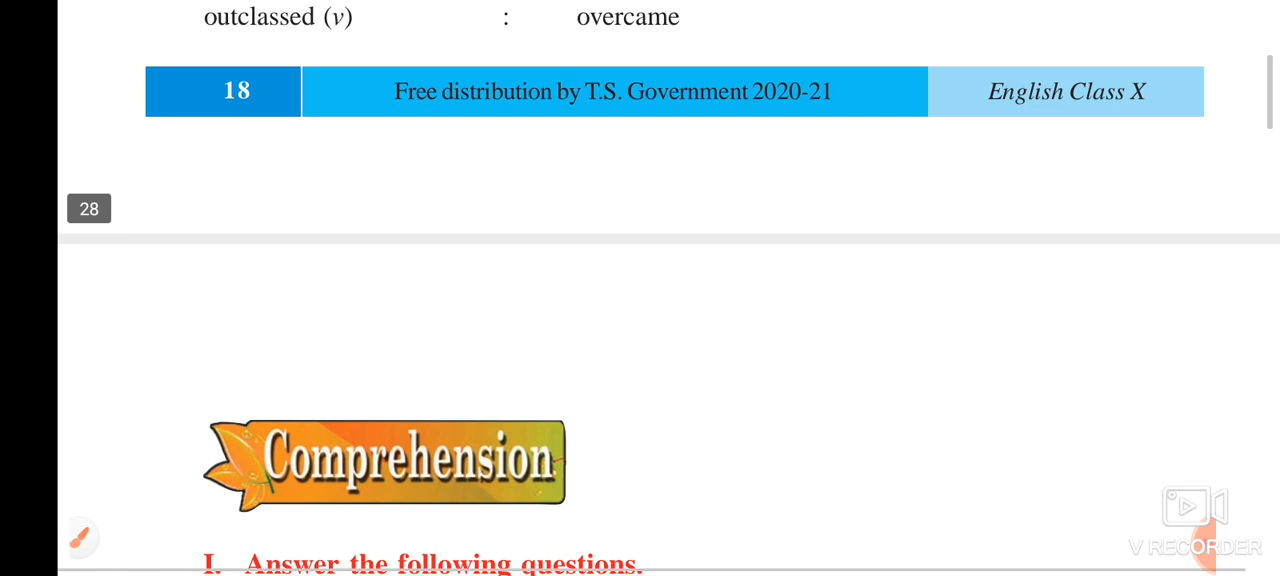 outclassed (v) : overcame
18 Free distribution by T.S. Government 2020-21 English Class X
28
Comprehension
I. Answer the following questions.
V RECORDER